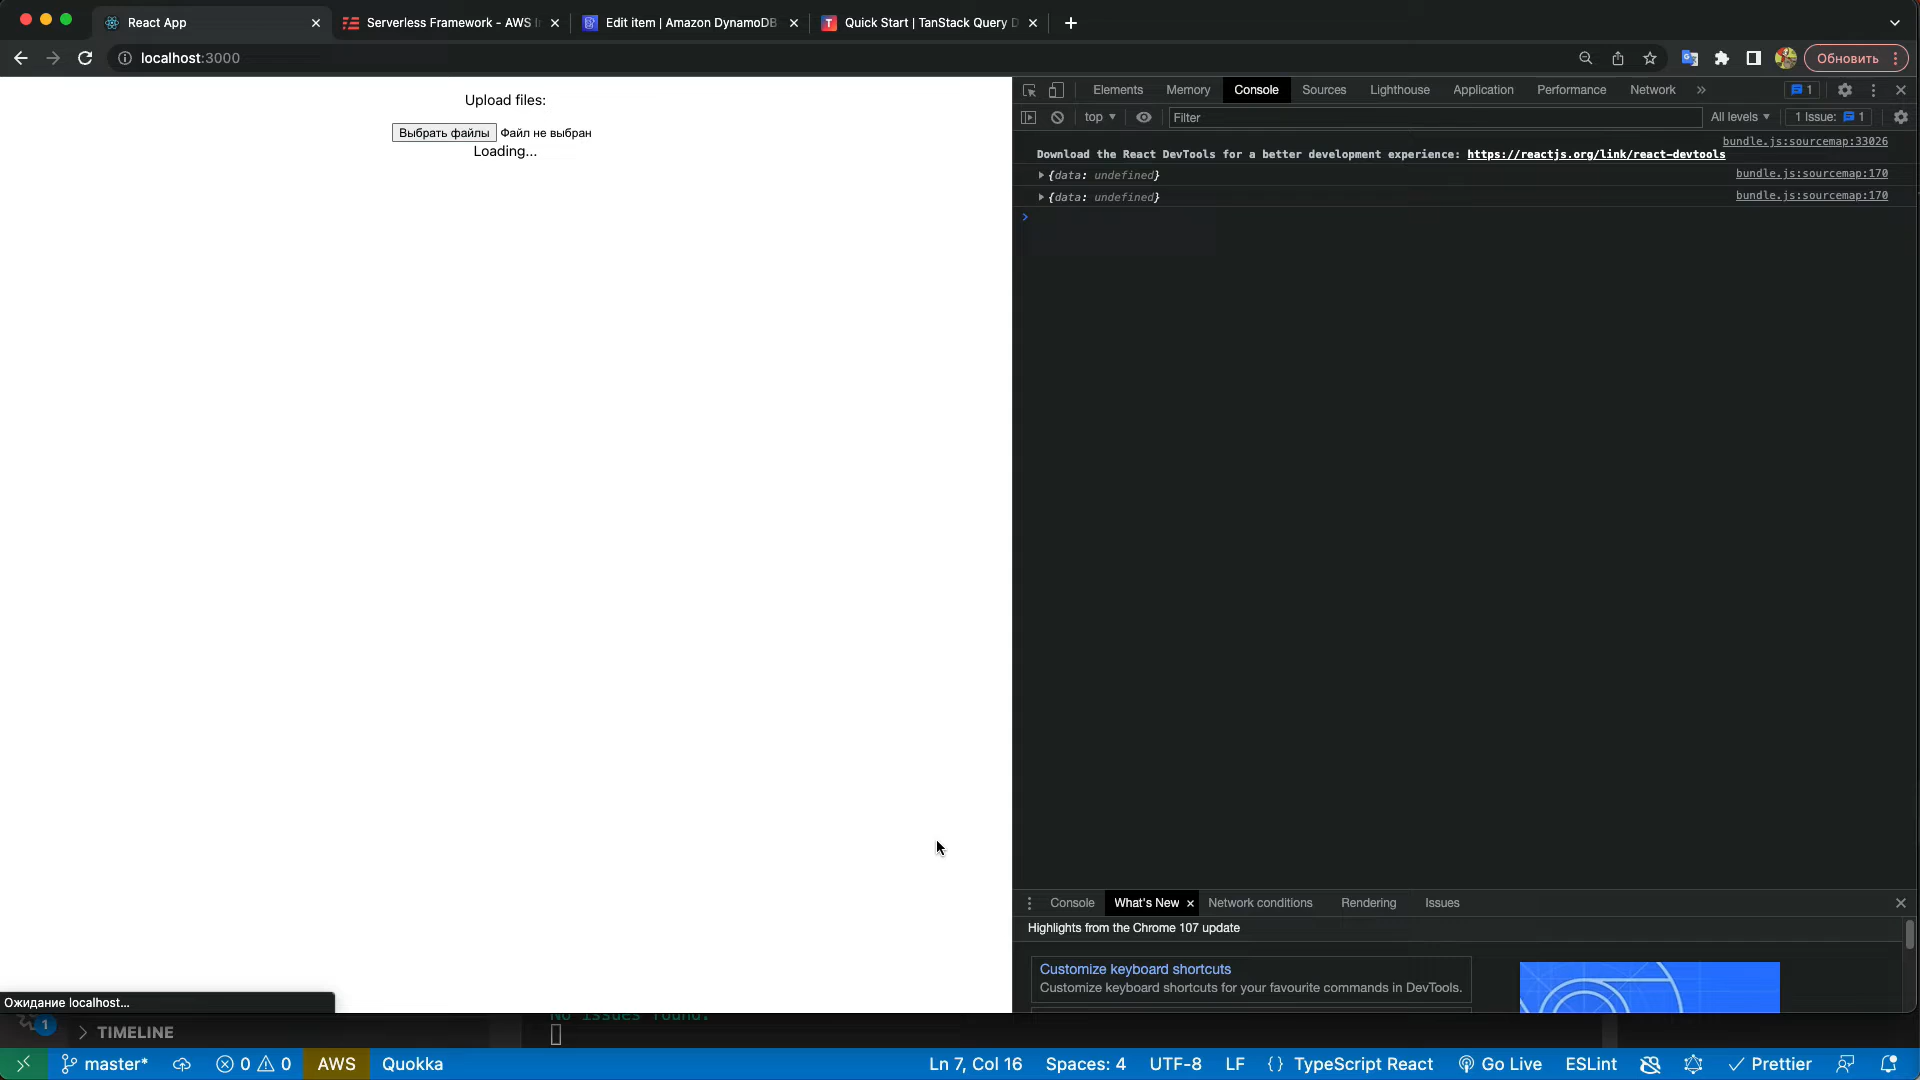 React App
Serverless Framework - AWS I
Edit item | Amazon DynamoDB
Quick Start | TanStack Query D
localhost:3000
Обновить
Upload files:
Выбрать файлы Файл не выбран
Loading...
Elements Memory Console Sources Lighthouse Application Performance Network 1
top Filter All levels 1 Issue: 1
bundle.js:sourcemap:33026
Download the React DevTools for a better development experience: https://reactjs.org/link/react-devtools
{data: undefined} bundle.js:sourcemap:170
{data: undefined} bundle.js:sourcemap:170
Console What's New Network conditions Rendering Issues
Highlights from the Chrome 107 update
Customize keyboard shortcuts
Customize keyboard shortcuts for your favourite commands in DevTools.
Ожидание localhost...
No issues found.
1 TIMELINE
master* 0 0 AWS Quokka Ln 7, Col 16 Spaces: 4 UTF-8 LF {} TypeScript React Go Live ESLint Prettier